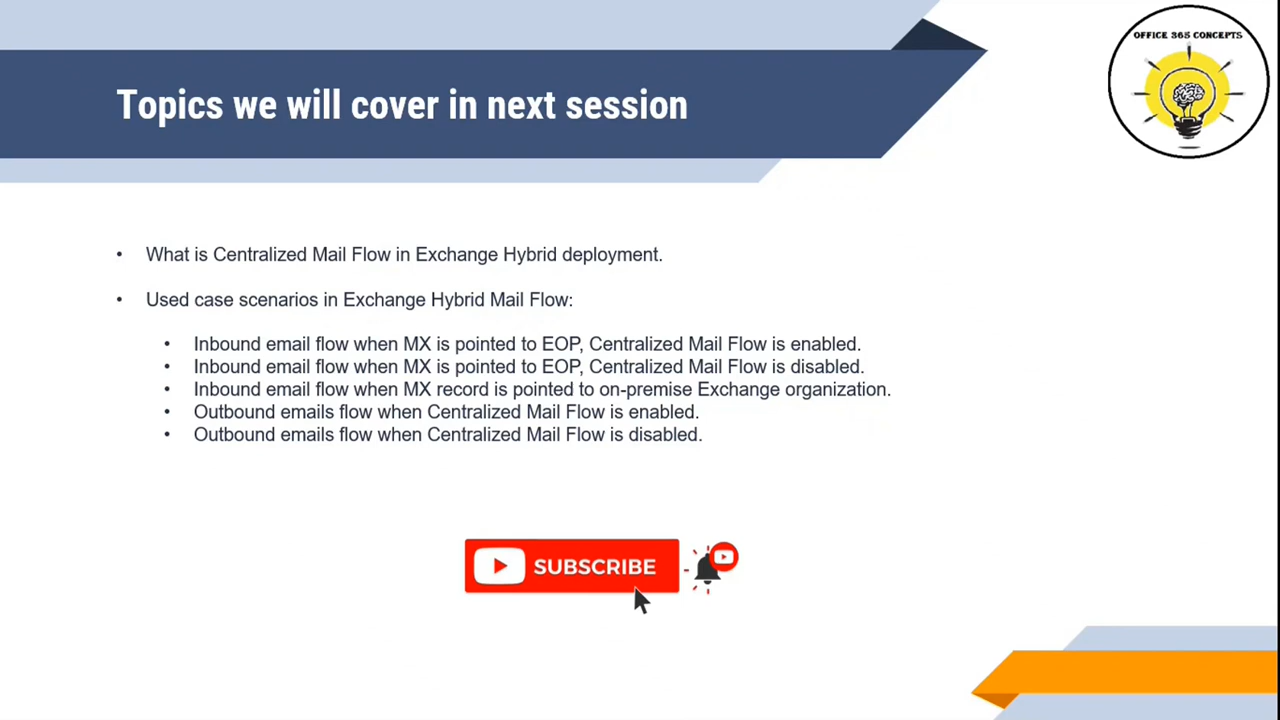 OFFICE 365 CONCEPTS
Topics we will cover in next session
• What is Centralized Mail Flow in Exchange Hybrid deployment.
• Used case scenarios in Exchange Hybrid Mail Flow:
• Inbound email flow when MX is pointed to EOP, Centralized Mail Flow is enabled.
• Inbound email flow when MX is pointed to EOP, Centralized Mail Flow is disabled.
• Inbound email flow when MX record is pointed to on-premise Exchange organization.
• Outbound emails flow when Centralized Mail Flow is enabled.
• Outbound emails flow when Centralized Mail Flow is disabled.
SUBSCRIBE